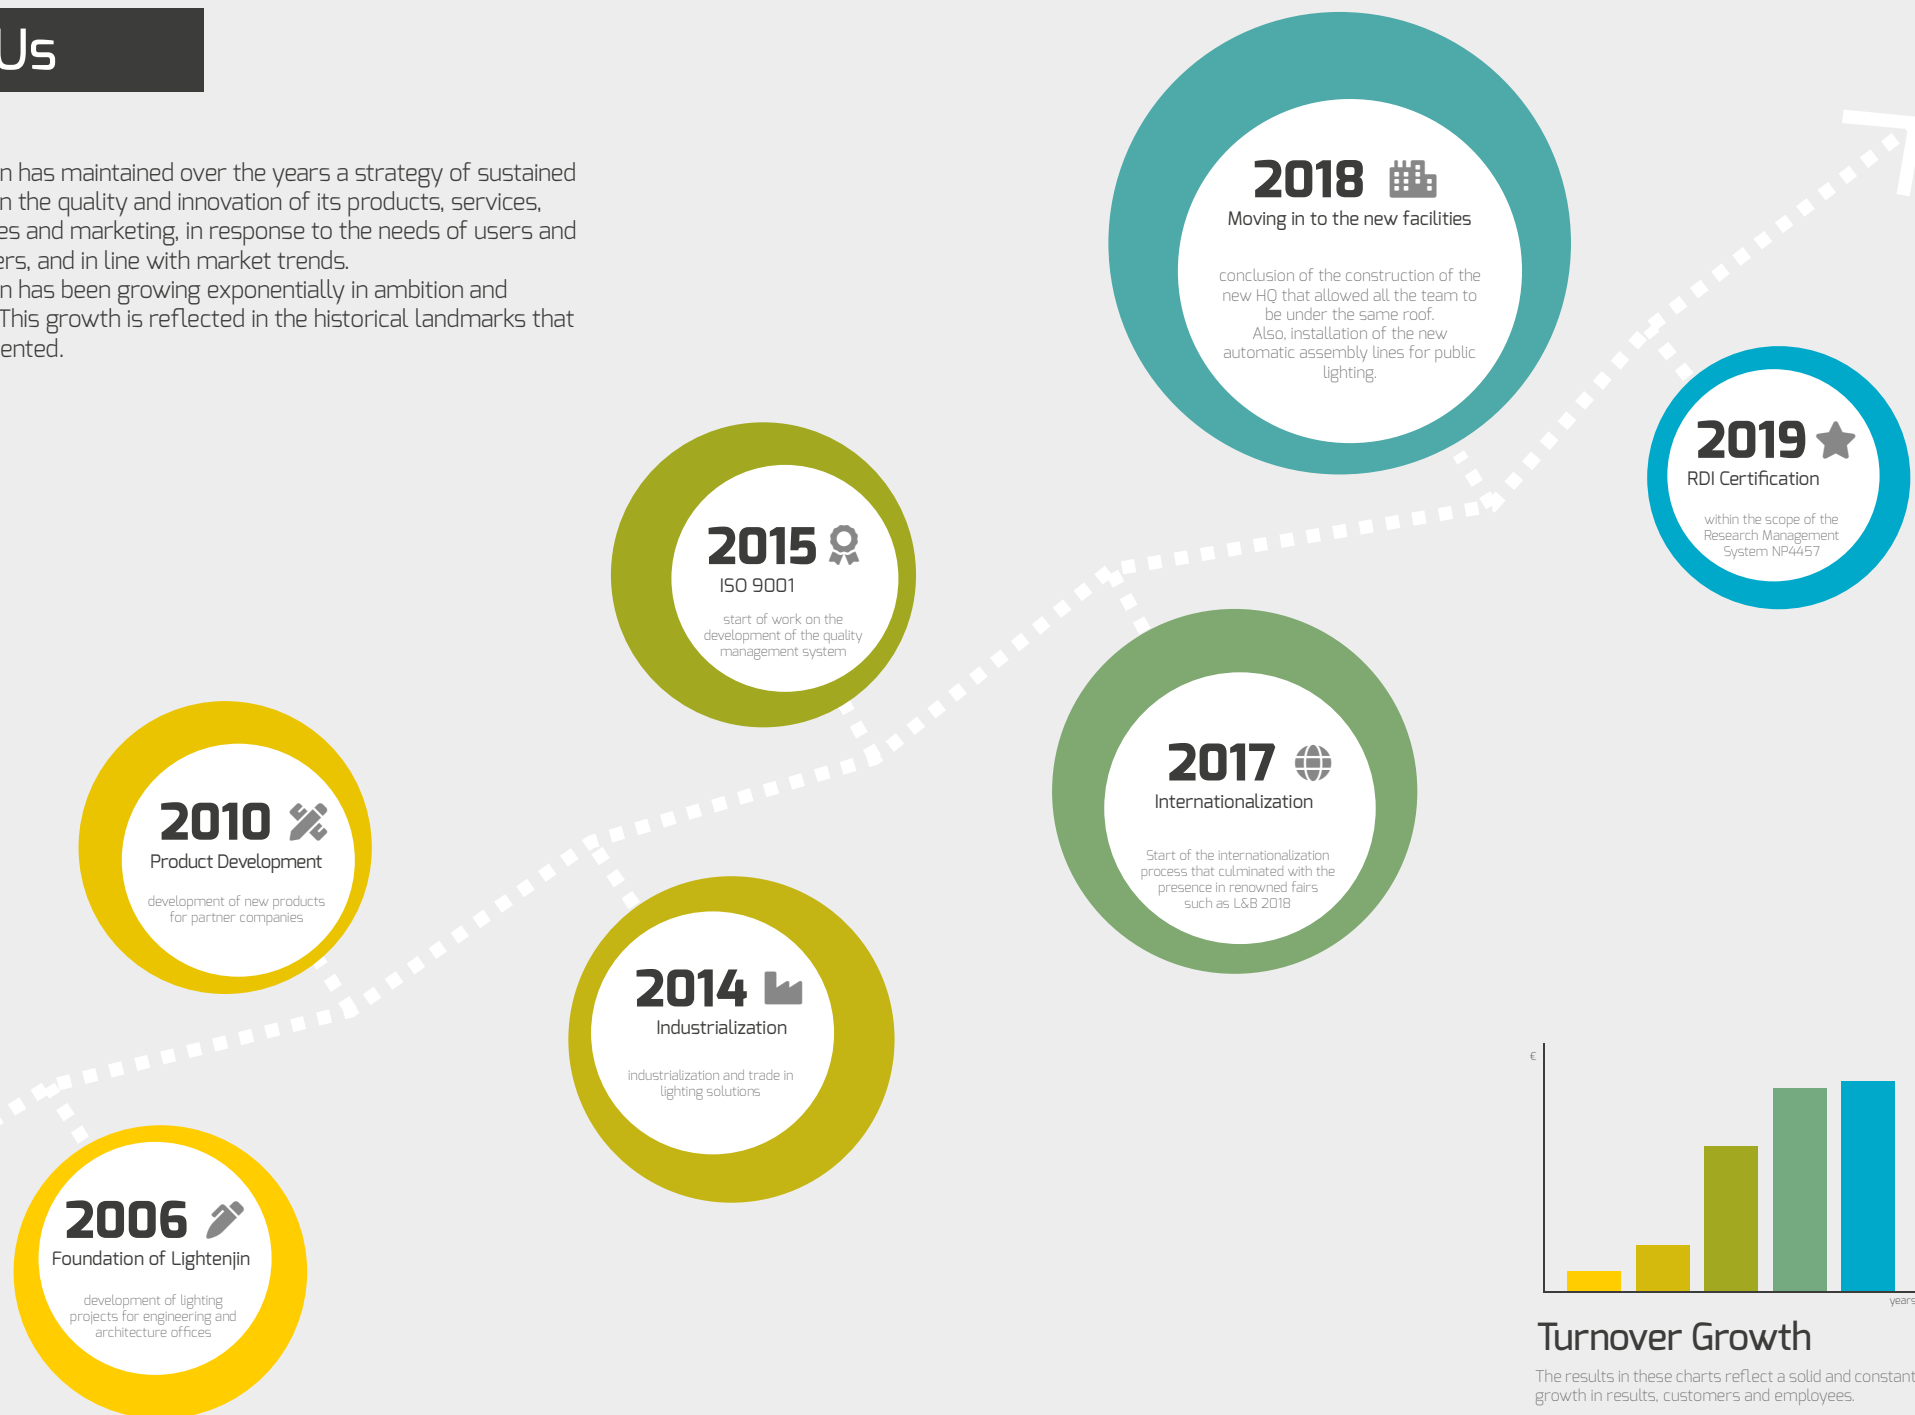 Us
n has maintained over the years a strategy of sustained
n the quality and innovation of its products, services,
es and marketing, in response to the needs of users and
ers, and in line with market trends.
n has been growing exponentially in ambition and
This growth is reflected in the historical landmarks that
ented.
2018
Moving in to the new facilities
conclusion of the construction of the
new HQ that allowed all the team to
be under the same roof.
Also, installation of the new
automatic assembly lines for public
lighting.
2019
RDI Certification
within the scope of the
Research Management
System NP4457
2015
ISO 9001
start of work on the
development of the quality
management system
2017
Internationalization
Start of the internationalization
process that culminated with the
presence in renowned fairs
such as L&B 2018
2010
Product Development
development of new products
for partner companies
2014
Industrialization
industrialization and trade in
lighting solutions
2006
Foundation of Lightenjin
development of lighting
projects for engineering and
architecture offices
€
years
Turnover Growth
The results in these charts reflect a solid and constant
growth in results, customers and employees.